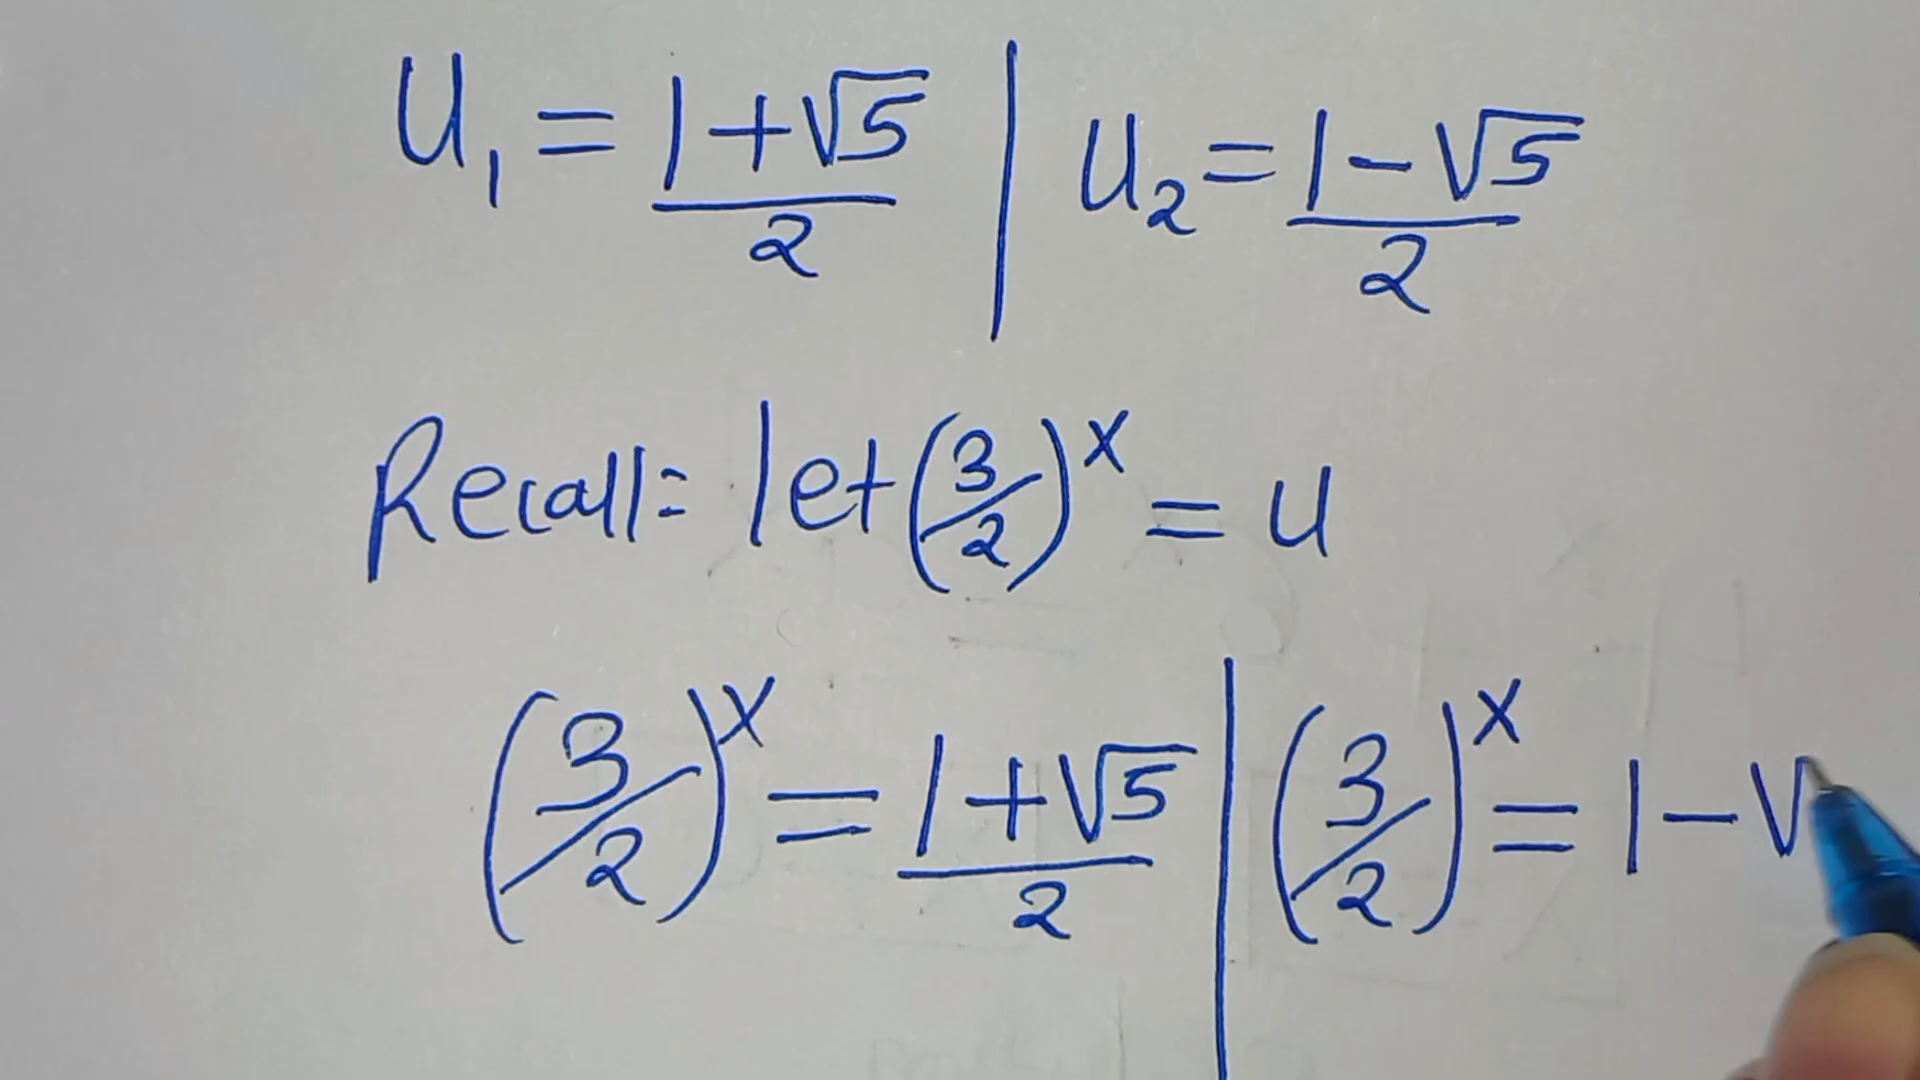 U₁ = (1+√5)/2 | U₂ = (1-√5)/2
Recall: let (3/2)^x = u
(3/2)^x = (1+√5)/2 | (3/2)^x = 1-√